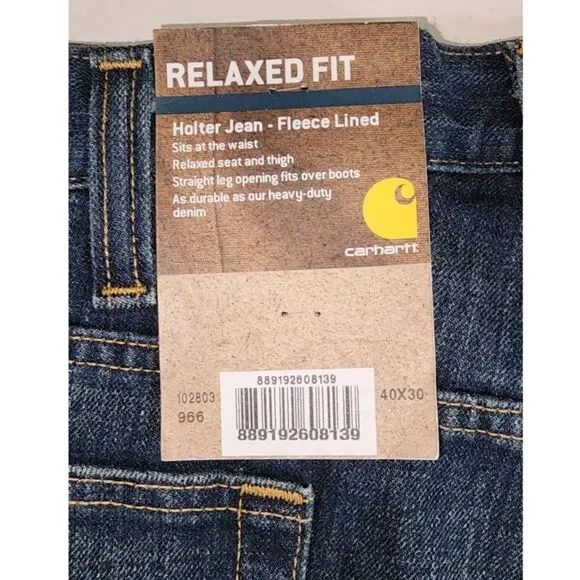 RELAXED FIT
Holter Jean - Fleece Lined
Sits at the waist
Relaxed seat and thigh
Straight leg opening fits over boots
As durable as our heavy-duty
denim
carhartt
889192608139
102803 40X30
966
889192608139